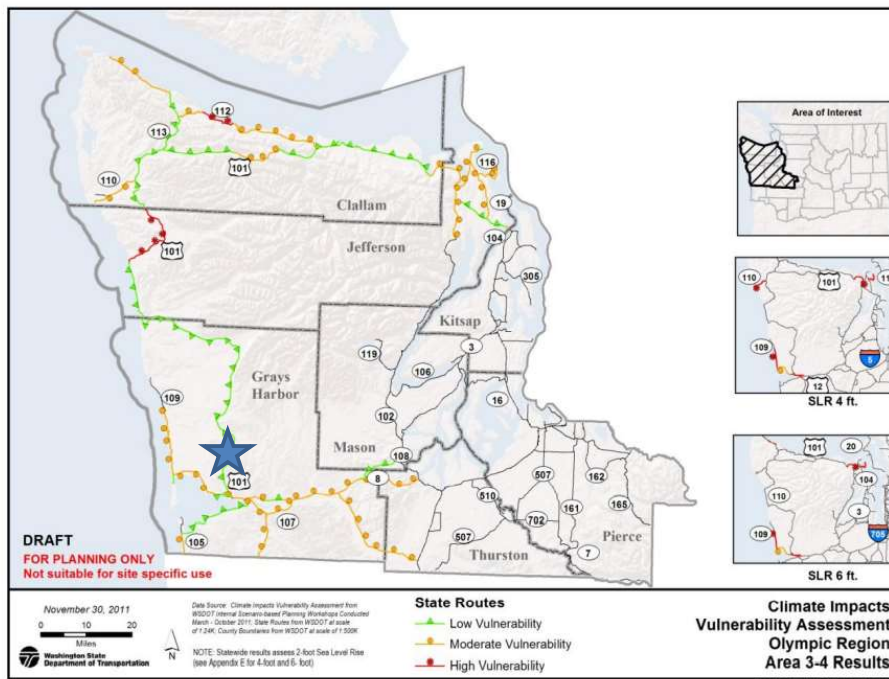 112
113
101
116
110
Clallam
19
Jefferson
104
101
305
Kitsap
3
119
106
Grays
Harbor
109
16
102
Mason
108
101
8
507
162
510
161
165
107
105
702
507
Pierce
7
Thurston
DRAFT
FOR PLANNING ONLY
Not suitable for site specific use
Area of Interest
110
101
11
109
5
12
SLR 4 ft.
101
20
104
110
3
109
705
SLR 6 ft.
November 30, 2011
0 10 20
Miles
Washington State
Department of Transportation
N
Data Source: Climate Impacts Vulnerability Assessment from
WSDOT internal Scenario-based Planning Workshops Conducted
March - October 2011; State Routes from WSDOT at scale
of 1:24K; County Boundaries from WSDOT at scale of 1:500K
NOTE: Statewide results assess 2-foot Sea Level Rise
(see Appendix E for 4-foot and 6- foot)
State Routes
Low Vulnerability
Moderate Vulnerability
High Vulnerability
Climate Impacts
Vulnerability Assessment
Olympic Region
Area 3-4 Results